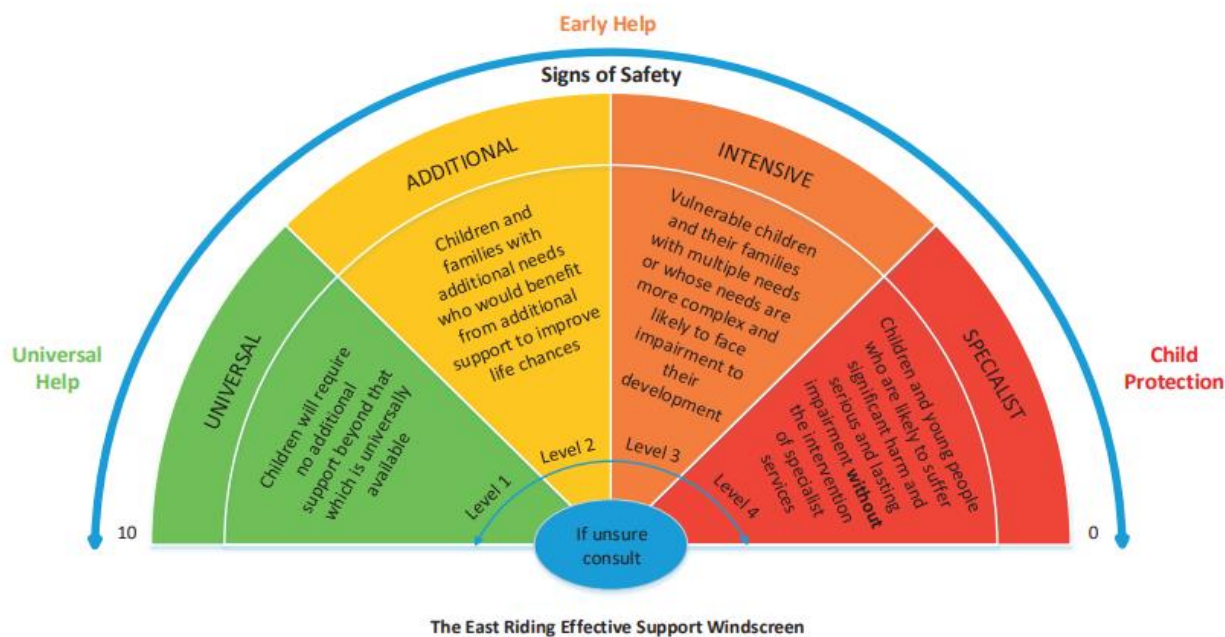 Early Help
Signs of Safety
Universal
Help
UNIVERSAL
Children will require
no additional
support beyond that
which is universally
available
Level 1
ADDITIONAL
Children and
families with
additional needs
who would benefit
from additional
support to improve
life chances
Level 2
INTENSIVE
Vulnerable children
and their families
with multiple needs
or whose needs are
more complex and
likely to face
impairment to
their
development
Level 3
SPECIALIST
Children and young people
who are likely to suffer
significant harm and
serious and lasting
impairment without
the intervention
of specialist
services
Level 4
Child
Protection
10
If unsure
consult
0
The East Riding Effective Support Windscreen